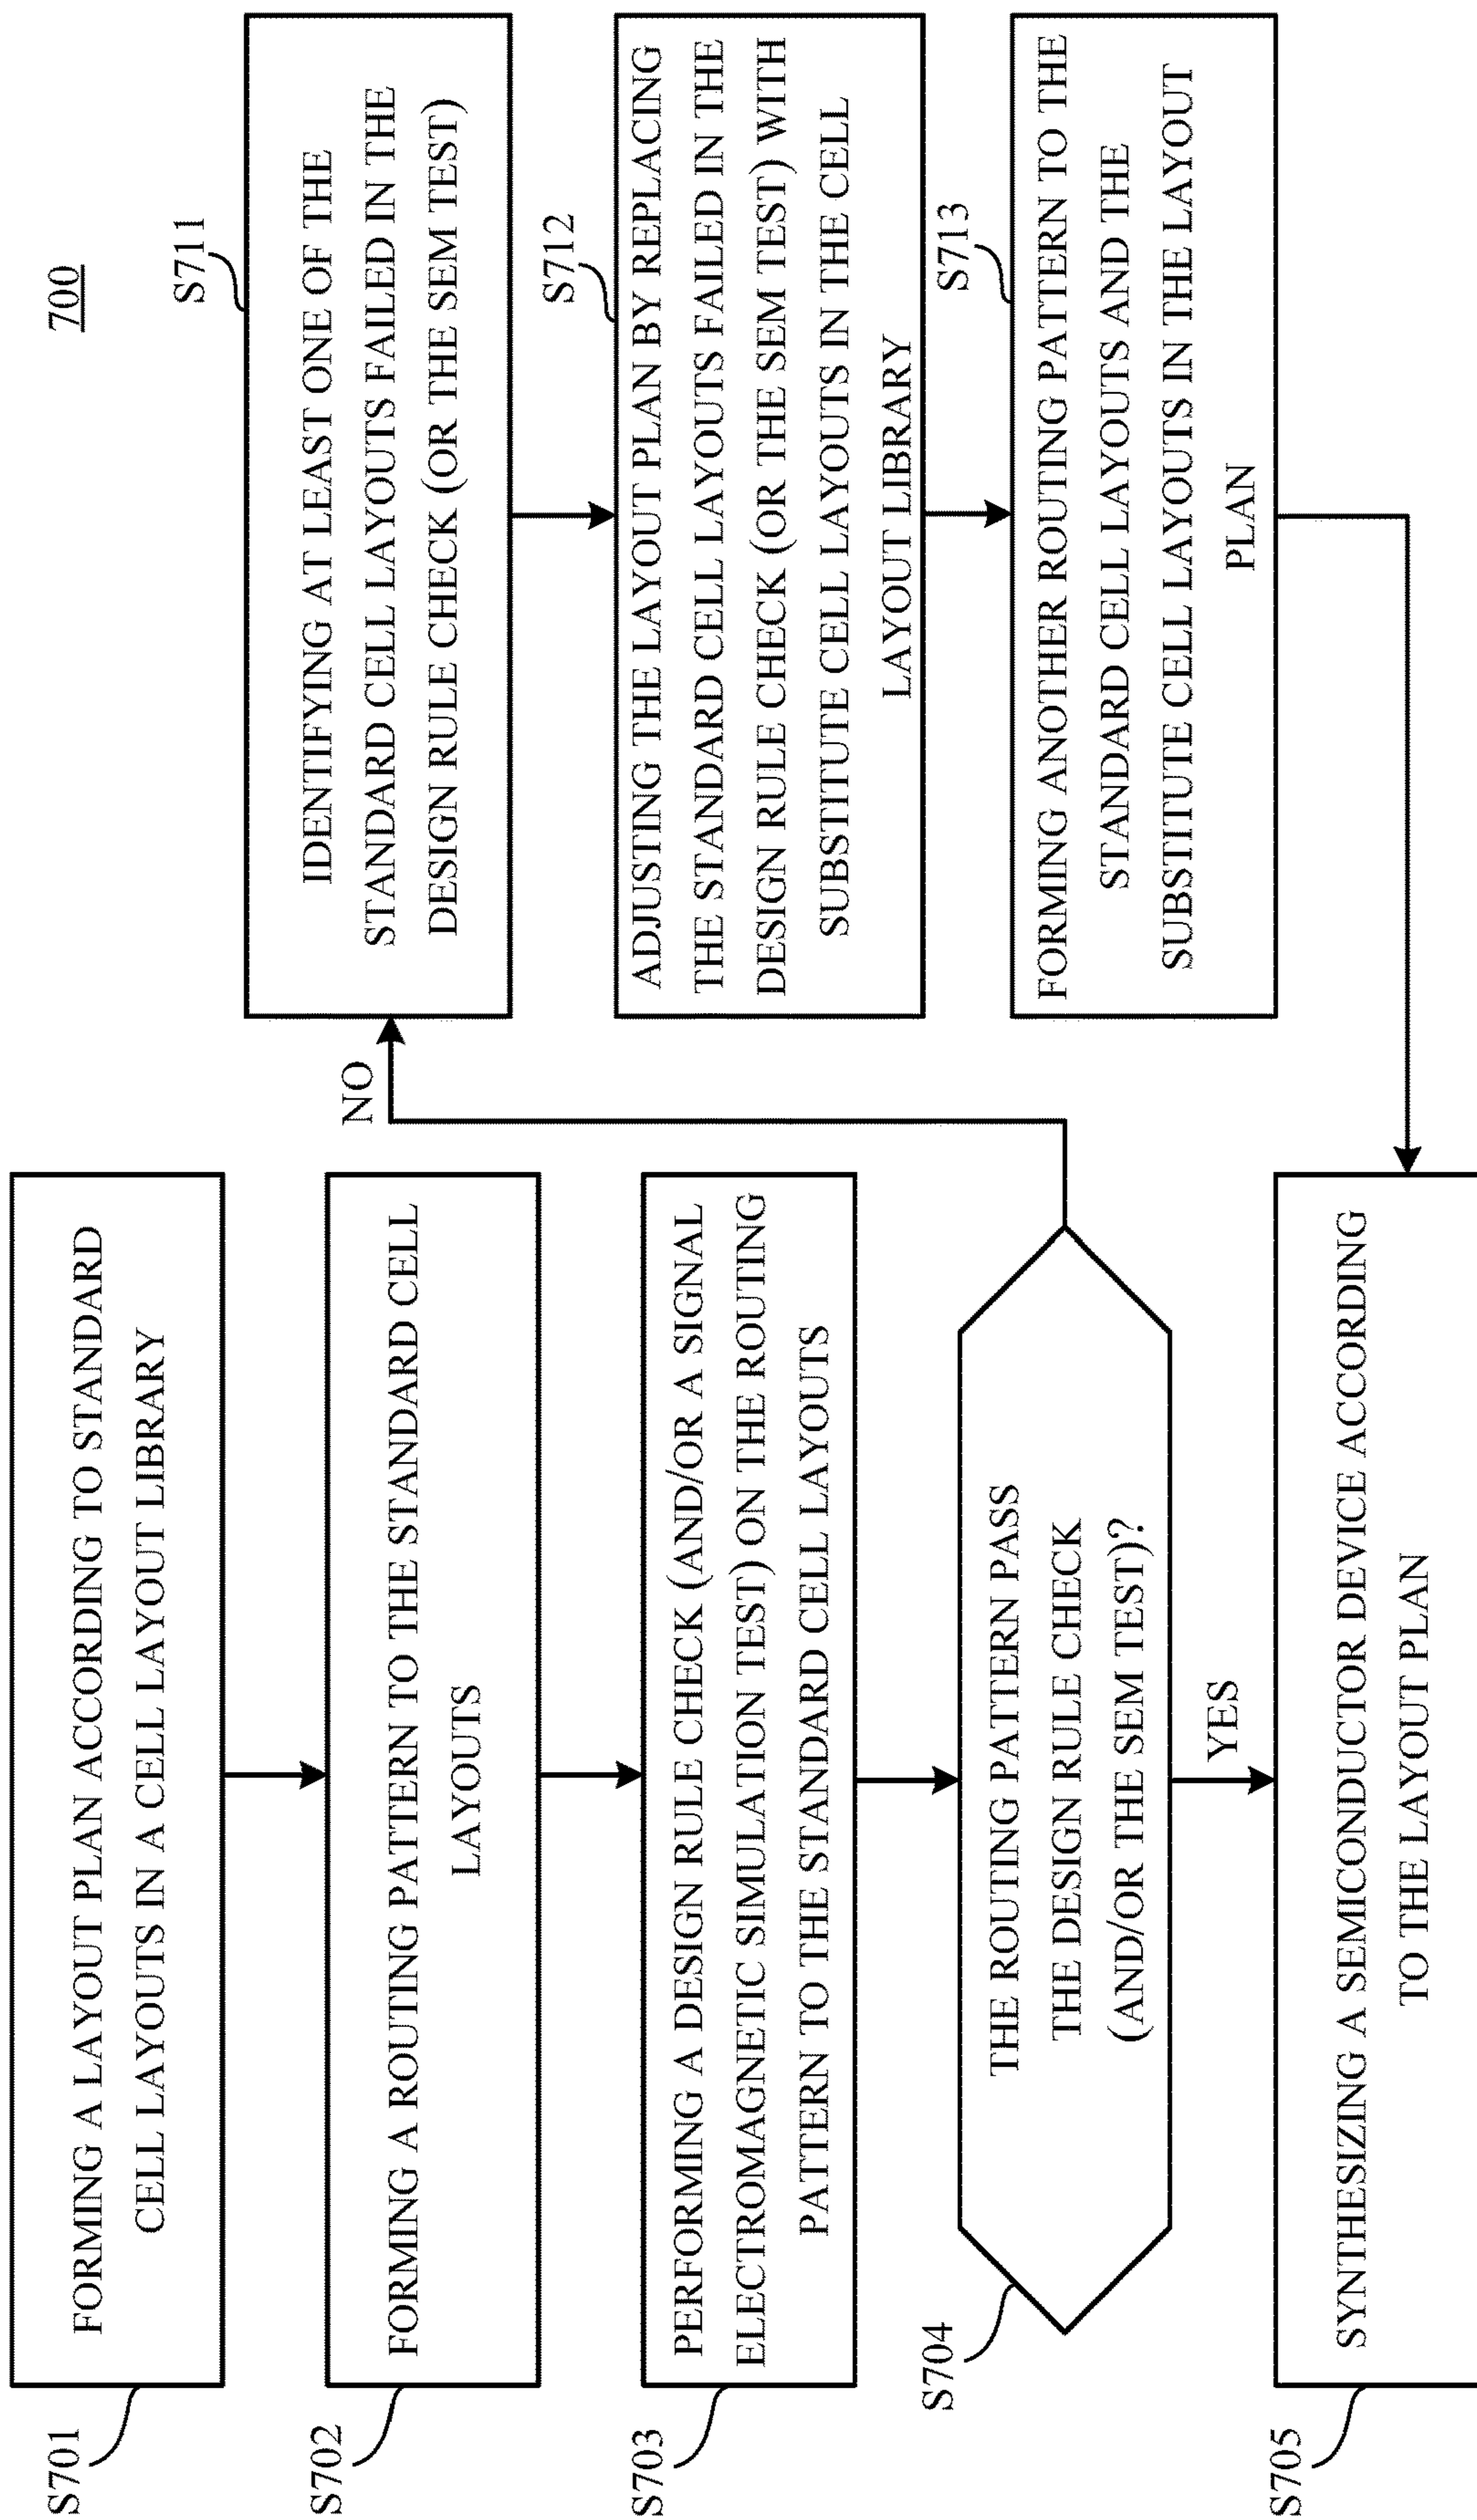 700
S701
FORMING A LAYOUT PLAN ACCORDING TO STANDARD
CELL LAYOUTS IN A CELL LAYOUT LIBRARY
S702
FORMING A ROUTING PATTERN TO THE STANDARD CELL
LAYOUTS
S703
PERFORMING A DESIGN RULE CHECK (AND/OR A SIGNAL
ELECTROMAGNETIC SIMULATION TEST) ON THE ROUTING
PATTERN TO THE STANDARD CELL LAYOUTS
S704
THE ROUTING PATTERN PASS
THE DESIGN RULE CHECK
(AND/OR THE SEM TEST)?
YES
NO
S705
SYNTHESIZING A SEMICONDUCTOR DEVICE ACCORDING
TO THE LAYOUT PLAN
S711
IDENTIFYING AT LEAST ONE OF THE
STANDARD CELL LAYOUTS FAILED IN THE
DESIGN RULE CHECK (OR THE SEM TEST)
S712
ADJUSTING THE LAYOUT PLAN BY REPLACING
THE STANDARD CELL LAYOUTS FAILED IN THE
DESIGN RULE CHECK (OR THE SEM TEST) WITH
SUBSTITUTE CELL LAYOUTS IN THE CELL
LAYOUT LIBRARY
S713
FORMING ANOTHER ROUTING PATTERN TO THE
STANDARD CELL LAYOUTS AND THE
SUBSTITUTE CELL LAYOUTS IN THE LAYOUT
PLAN